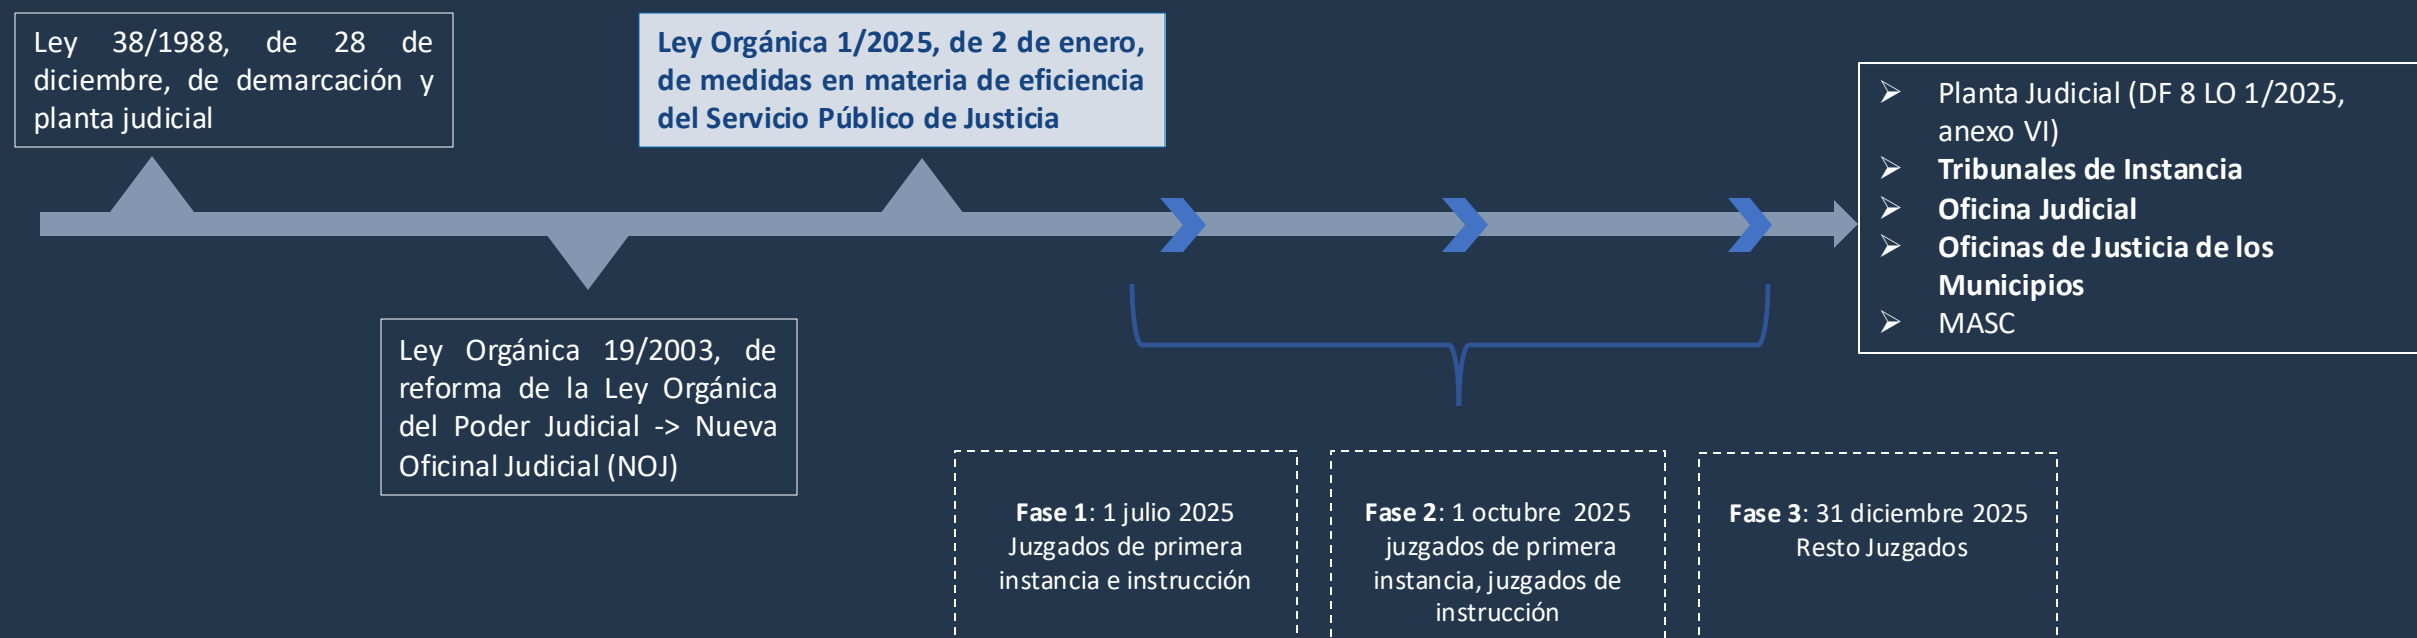 Ley 38/1988, de 28 de
diciembre, de demarcación y
planta judicial
Ley Orgánica 1/2025, de 2 de enero,
de medidas en materia de eficiencia
del Servicio Público de Justicia
➢ Planta Judicial (DF 8 LO 1/2025,
anexo VI)
➢ Tribunales de Instancia
➢ Oficina Judicial
➢ Oficinas de Justicia de los
Municipios
➢ MASC
Ley Orgánica 19/2003, de
reforma de la Ley Orgánica
del Poder Judicial -> Nueva
Oficinal Judicial (NOJ)
Fase 1: 1 julio 2025
Juzgados de primera
instancia e instrucción
Fase 2: 1 octubre 2025
juzgados de primera
instancia, juzgados de
instrucción
Fase 3: 31 diciembre 2025
Resto Juzgados